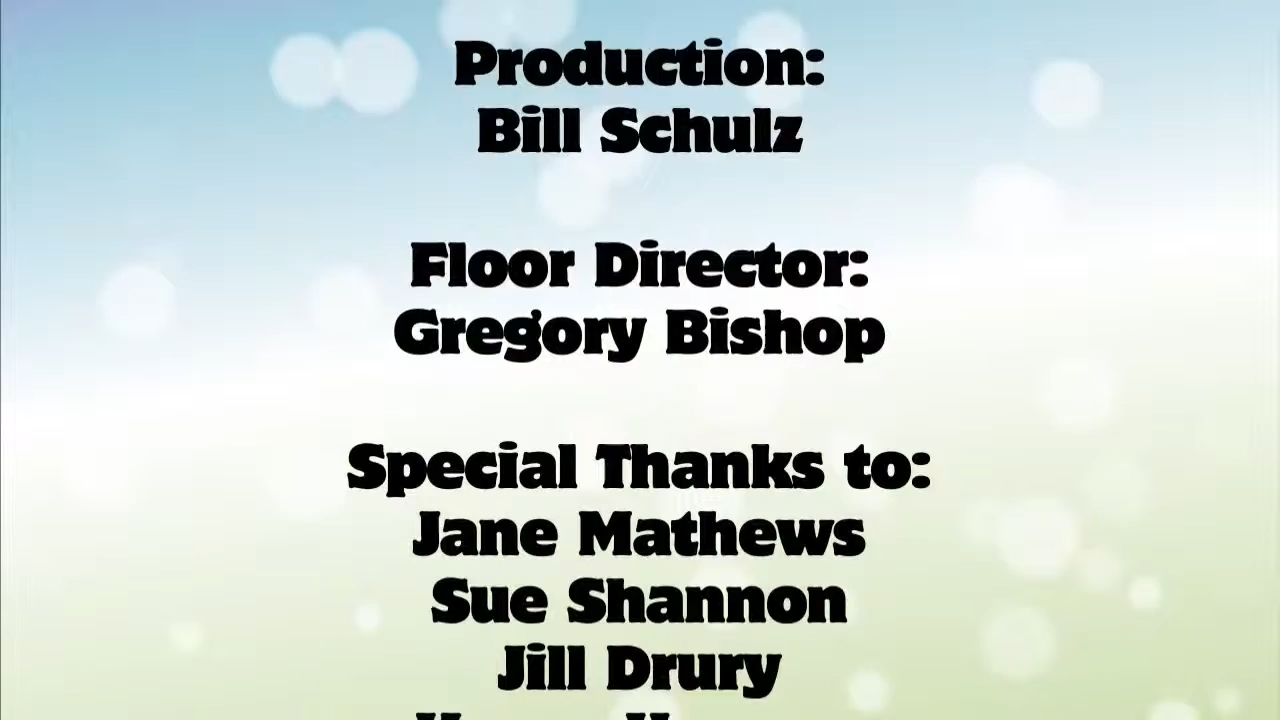 Production:
Bill Schulz
Floor Director:
Gregory Bishop
Special Thanks to:
Jane Mathews
Sue Shannon
Jill Drury